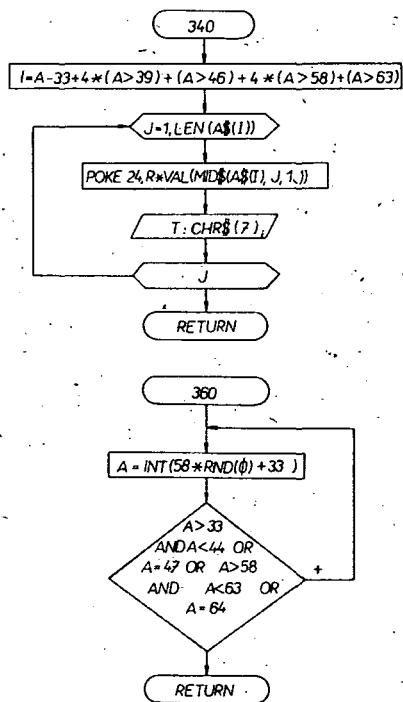 340
I=A-33+4*(A>39)+(A>46)+4*(A>58)+(A>63)
J=1,LEN(A$(I))
POKE 24,R*VAL(MID$(A$(I),J,1))
T:CHR$(7);
J
RETURN
360
A=INT(58*RND(ϕ)+33)
A>33
AND A<44 OR
A=47 OR A>58
AND A<63 OR
A=64
+
RETURN